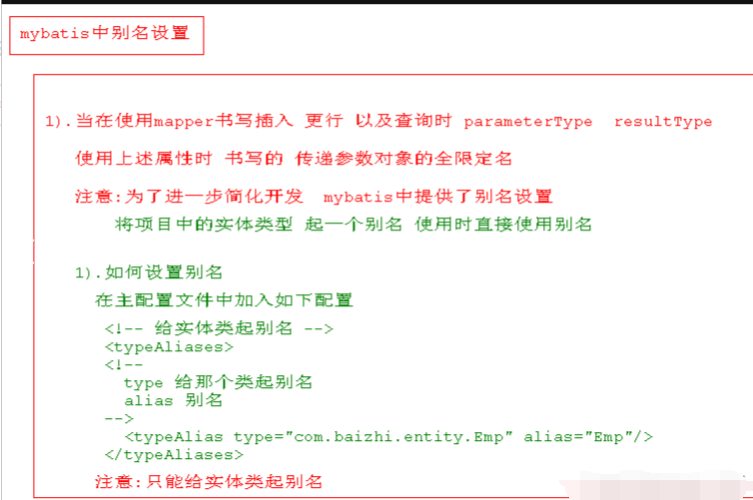 mybatis中别名设置
1).当在使用mapper书写插入 更行 以及查询时 parameterType resultType
使用上述属性时 书写的 传递参数对象的全限定名
注意:为了进一步简化开发 mybatis中提供了别名设置
将项目中的实体类型 起一个别名 使用时直接使用别名
1).如何设置别名
在主配置文件中加入如下配置
<!-- 给实体类起别名 -->
<typeAliases>
<!--
type 给那个类起别名
alias 别名
-->
<typeAlias type="com.baizhi.entity.Emp" alias="Emp"/>
</typeAliases>
注意:只能给实体类起别名